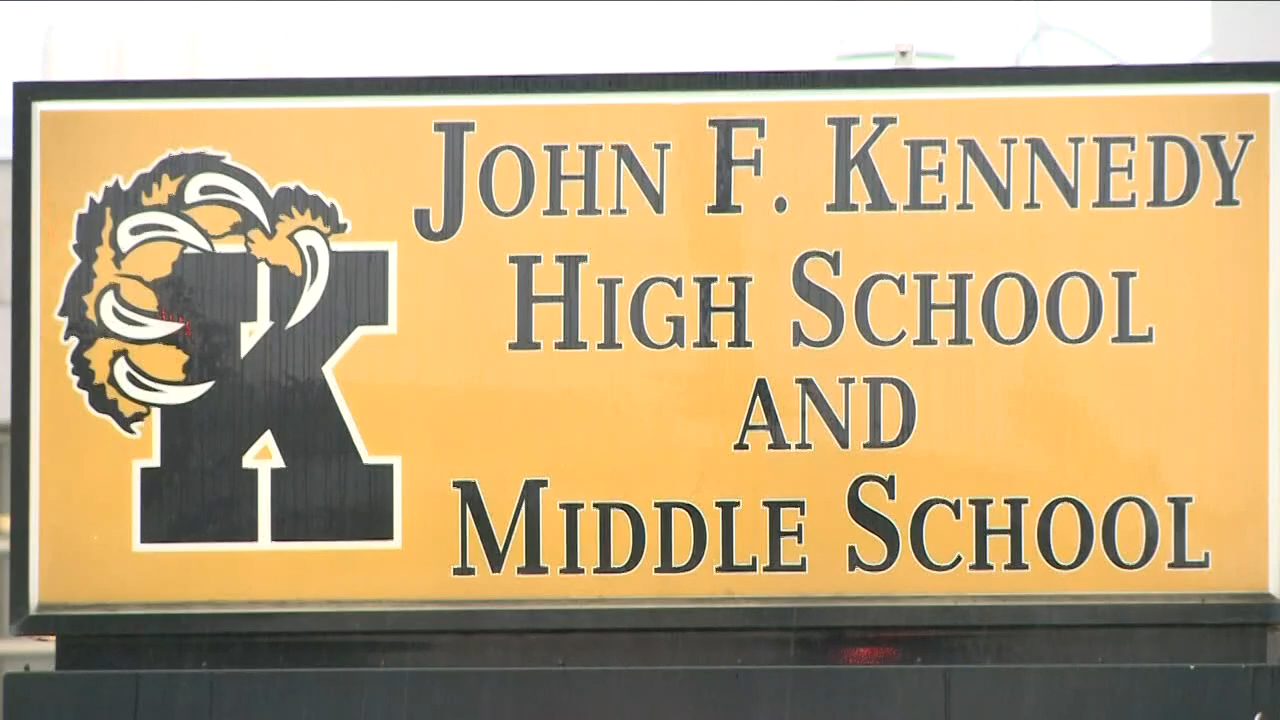 K
JOHN F. KENNEDY
HIGH SCHOOL
AND
MIDDLE SCHOOL